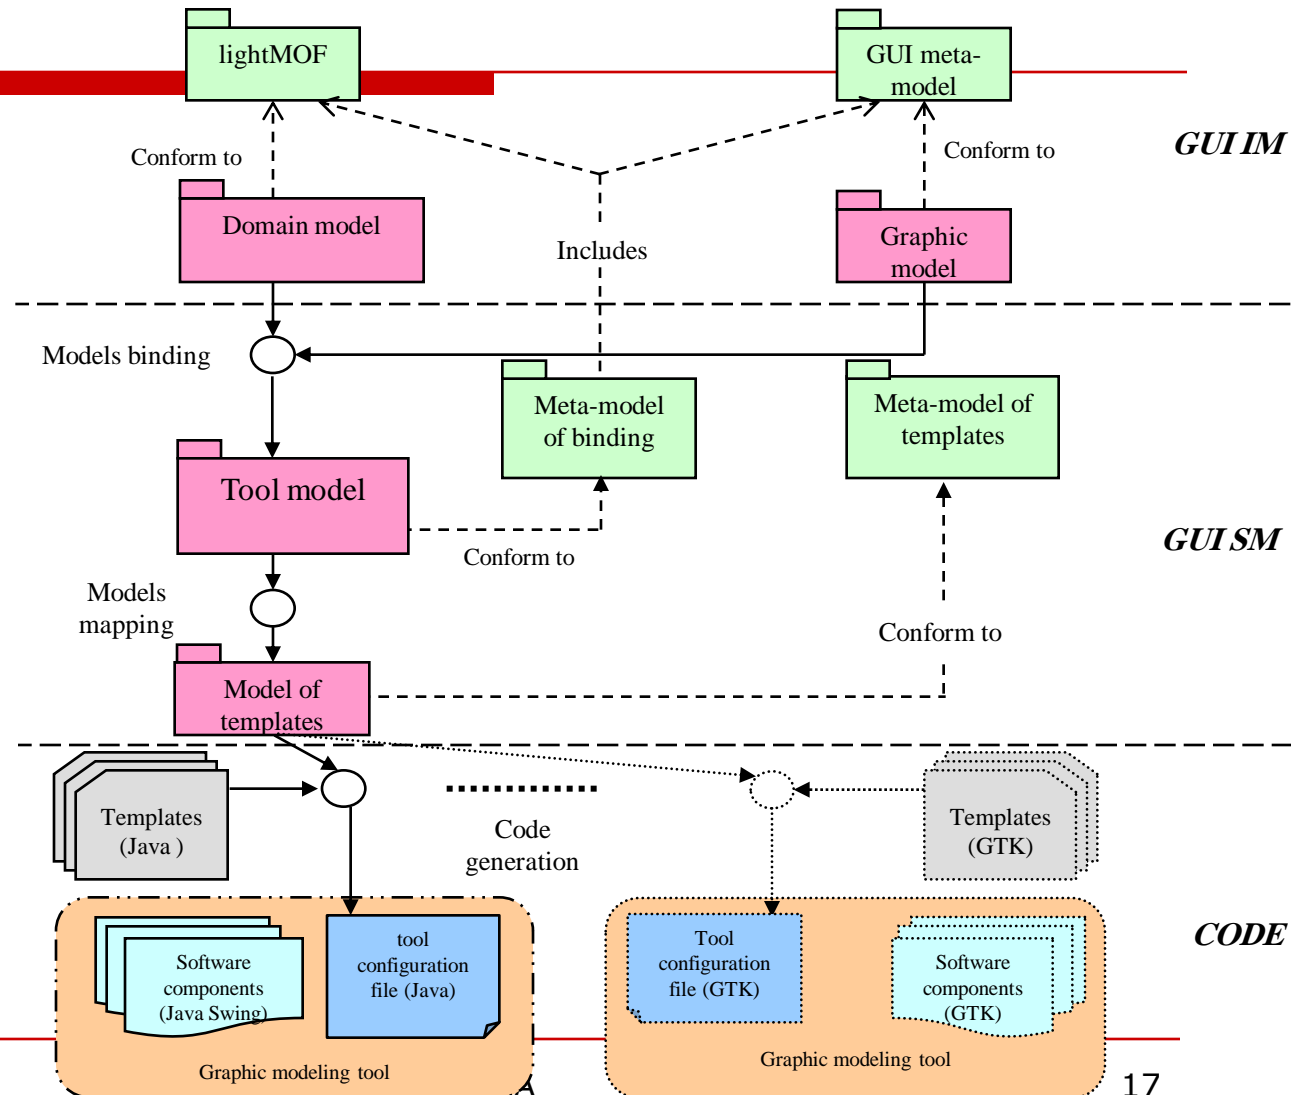 lightMOF
GUI meta-
model
GUI IM
Conform to
Conform to
Domain model
Graphic
model
Includes
Models binding
Meta-model
of binding
Meta-model of
templates
Tool model
GUI SM
Conform to
Models
mapping
Conform to
Model of
templates
Templates
(Java )
Code
generation
Templates
(GTK)
CODE
Software
components
(Java Swing)
tool
configuration
file (Java)
Tool
configuration
file (GTK)
Software
components
(GTK)
Graphic modeling tool
Graphic modeling tool
17